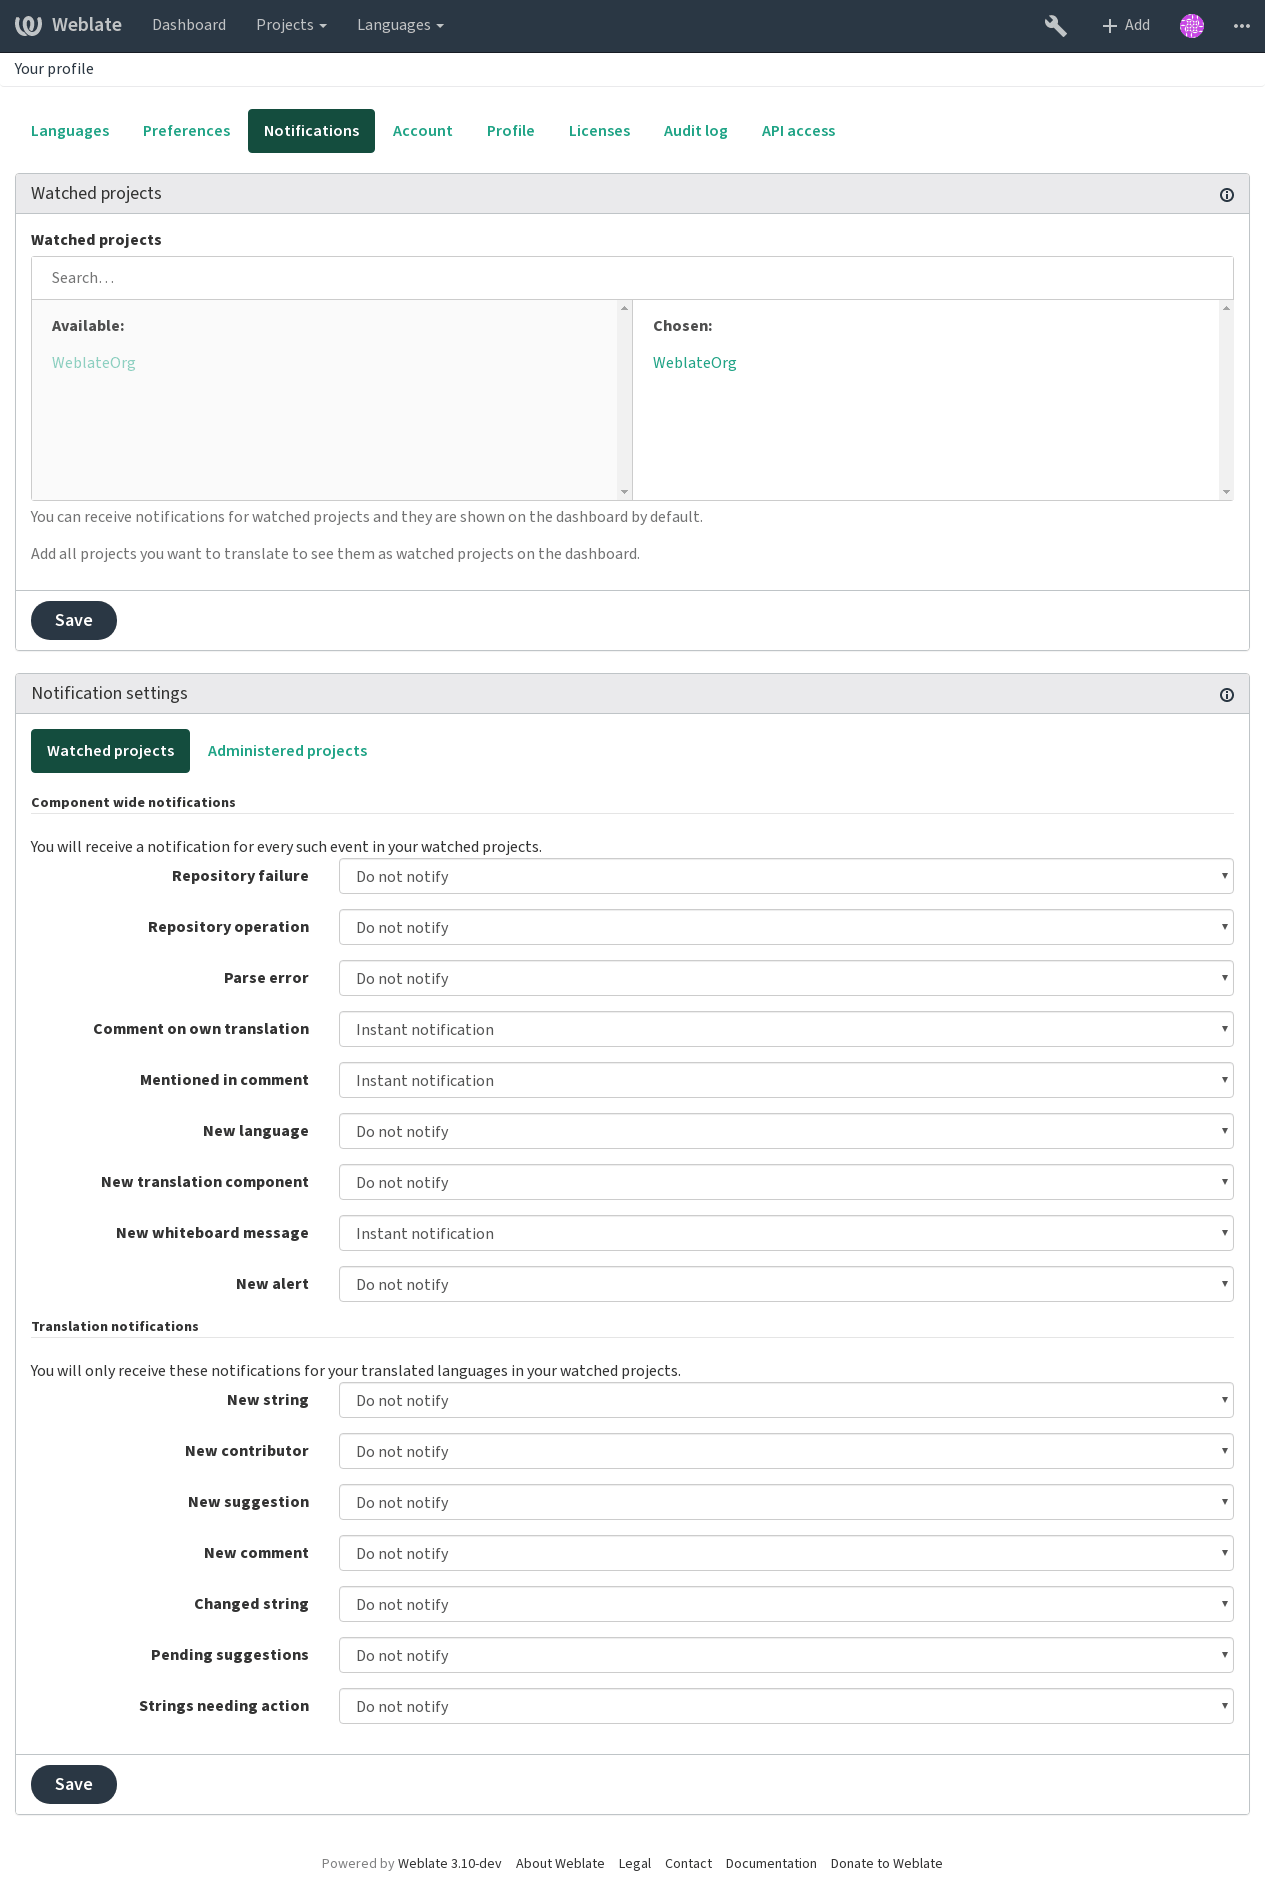 Weblate Dashboard Projects Languages Add
Your profile
Languages Preferences Notifications Account Profile Licenses Audit log API access
Watched projects
Watched projects
Search...
Available: Chosen:
WeblateOrg WeblateOrg
You can receive notifications for watched projects and they are shown on the dashboard by default.
Add all projects you want to translate to see them as watched projects on the dashboard.
Save
Notification settings
Watched projects Administered projects
Component wide notifications
You will receive a notification for every such event in your watched projects.
Repository failure Do not notify
Repository operation Do not notify
Parse error Do not notify
Comment on own translation Instant notification
Mentioned in comment Instant notification
New language Do not notify
New translation component Do not notify
New whiteboard message Instant notification
New alert Do not notify
Translation notifications
You will only receive these notifications for your translated languages in your watched projects.
New string Do not notify
New contributor Do not notify
New suggestion Do not notify
New comment Do not notify
Changed string Do not notify
Pending suggestions Do not notify
Strings needing action Do not notify
Save
Powered by Weblate 3.10-dev About Weblate Legal Contact Documentation Donate to Weblate